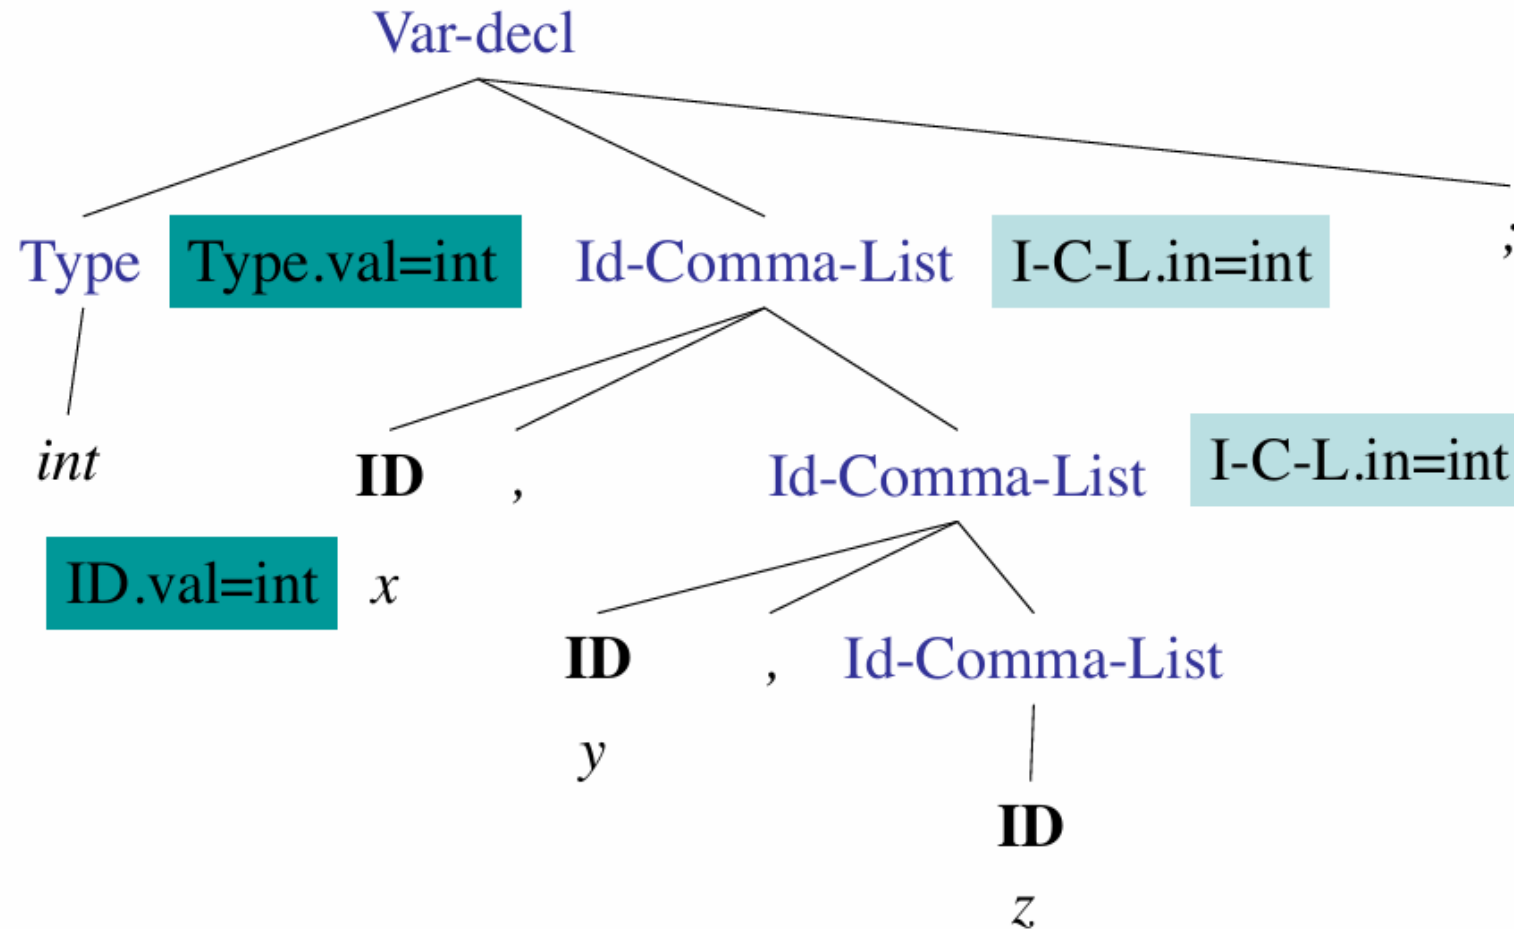 Var-decl
Type Type.val=int Id-Comma-List I-C-L.in=int ;
int ID , Id-Comma-List I-C-L.in=int
ID.val=int x
ID , Id-Comma-List
y
ID
z